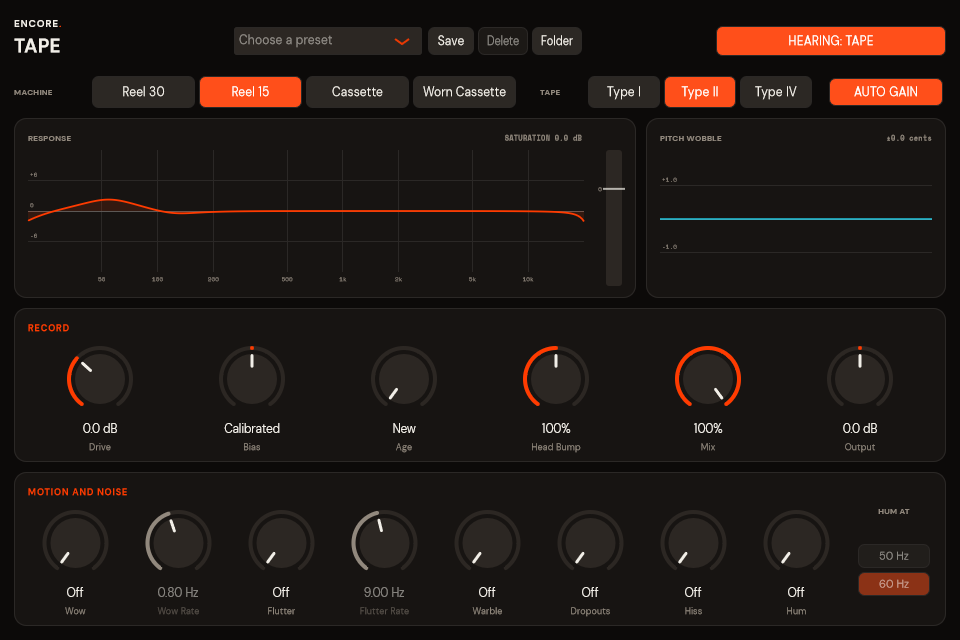 ENCORE.
TAPE
Choose a preset
Save
Delete
Folder
HEARING: TAPE
MACHINE
Reel 30
Reel 15
Cassette
Worn Cassette
TAPE
Type I
Type II
Type IV
AUTO GAIN
RESPONSE
SATURATION 0.0 dB
+6
0
-6
0
50
100
200
500
1k
2k
5k
10k
PITCH WOBBLE
±0.0 cents
+1.0
-1.0
RECORD
0.0 dB
Calibrated
New
100%
100%
0.0 dB
Drive
Bias
Age
Head Bump
Mix
Output
MOTION AND NOISE
HUM AT
50 Hz
60 Hz
Off
0.80 Hz
Off
9.00 Hz
Off
Off
Off
Off
Wow
Wow Rate
Flutter
Flutter Rate
Warble
Dropouts
Hiss
Hum